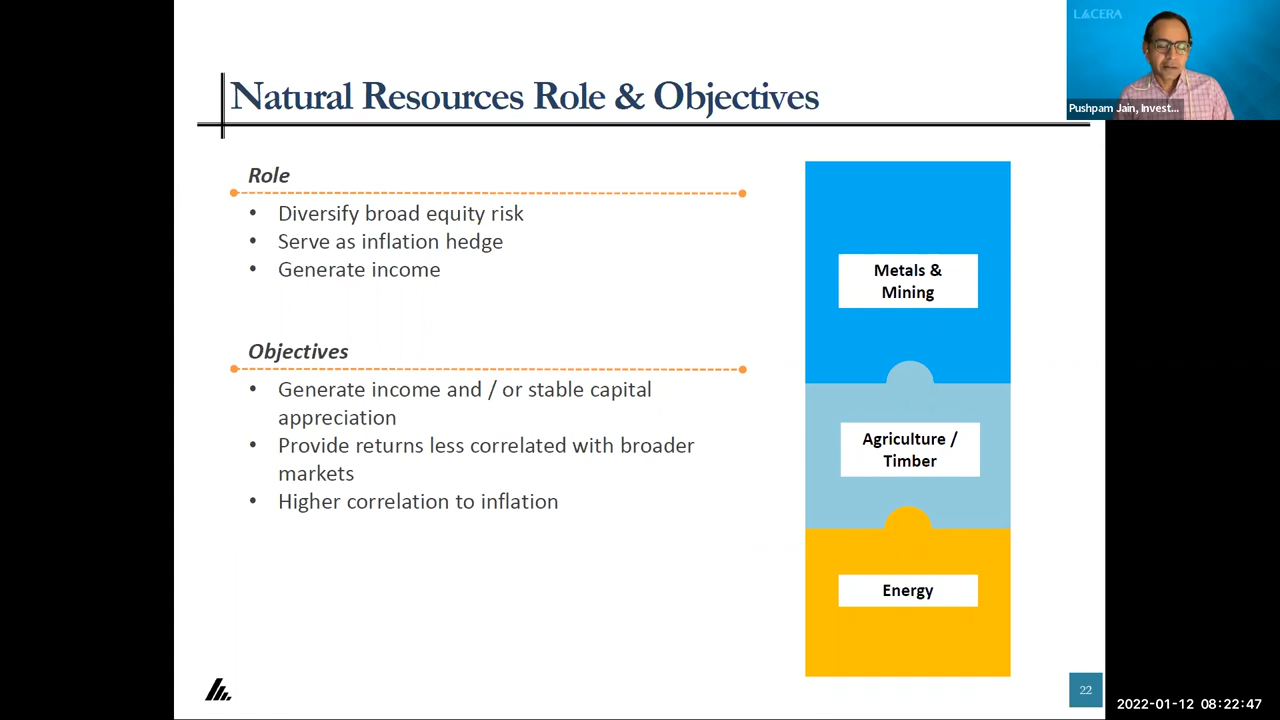 LACERA
Pushpam Jain, Invest...
Natural Resources Role & Objectives
Role
• Diversify broad equity risk
• Serve as inflation hedge
• Generate income
Objectives
• Generate income and / or stable capital
appreciation
• Provide returns less correlated with broader
markets
• Higher correlation to inflation
Metals &
Mining
Agriculture /
Timber
Energy
22
2022-01-12 08:22:47